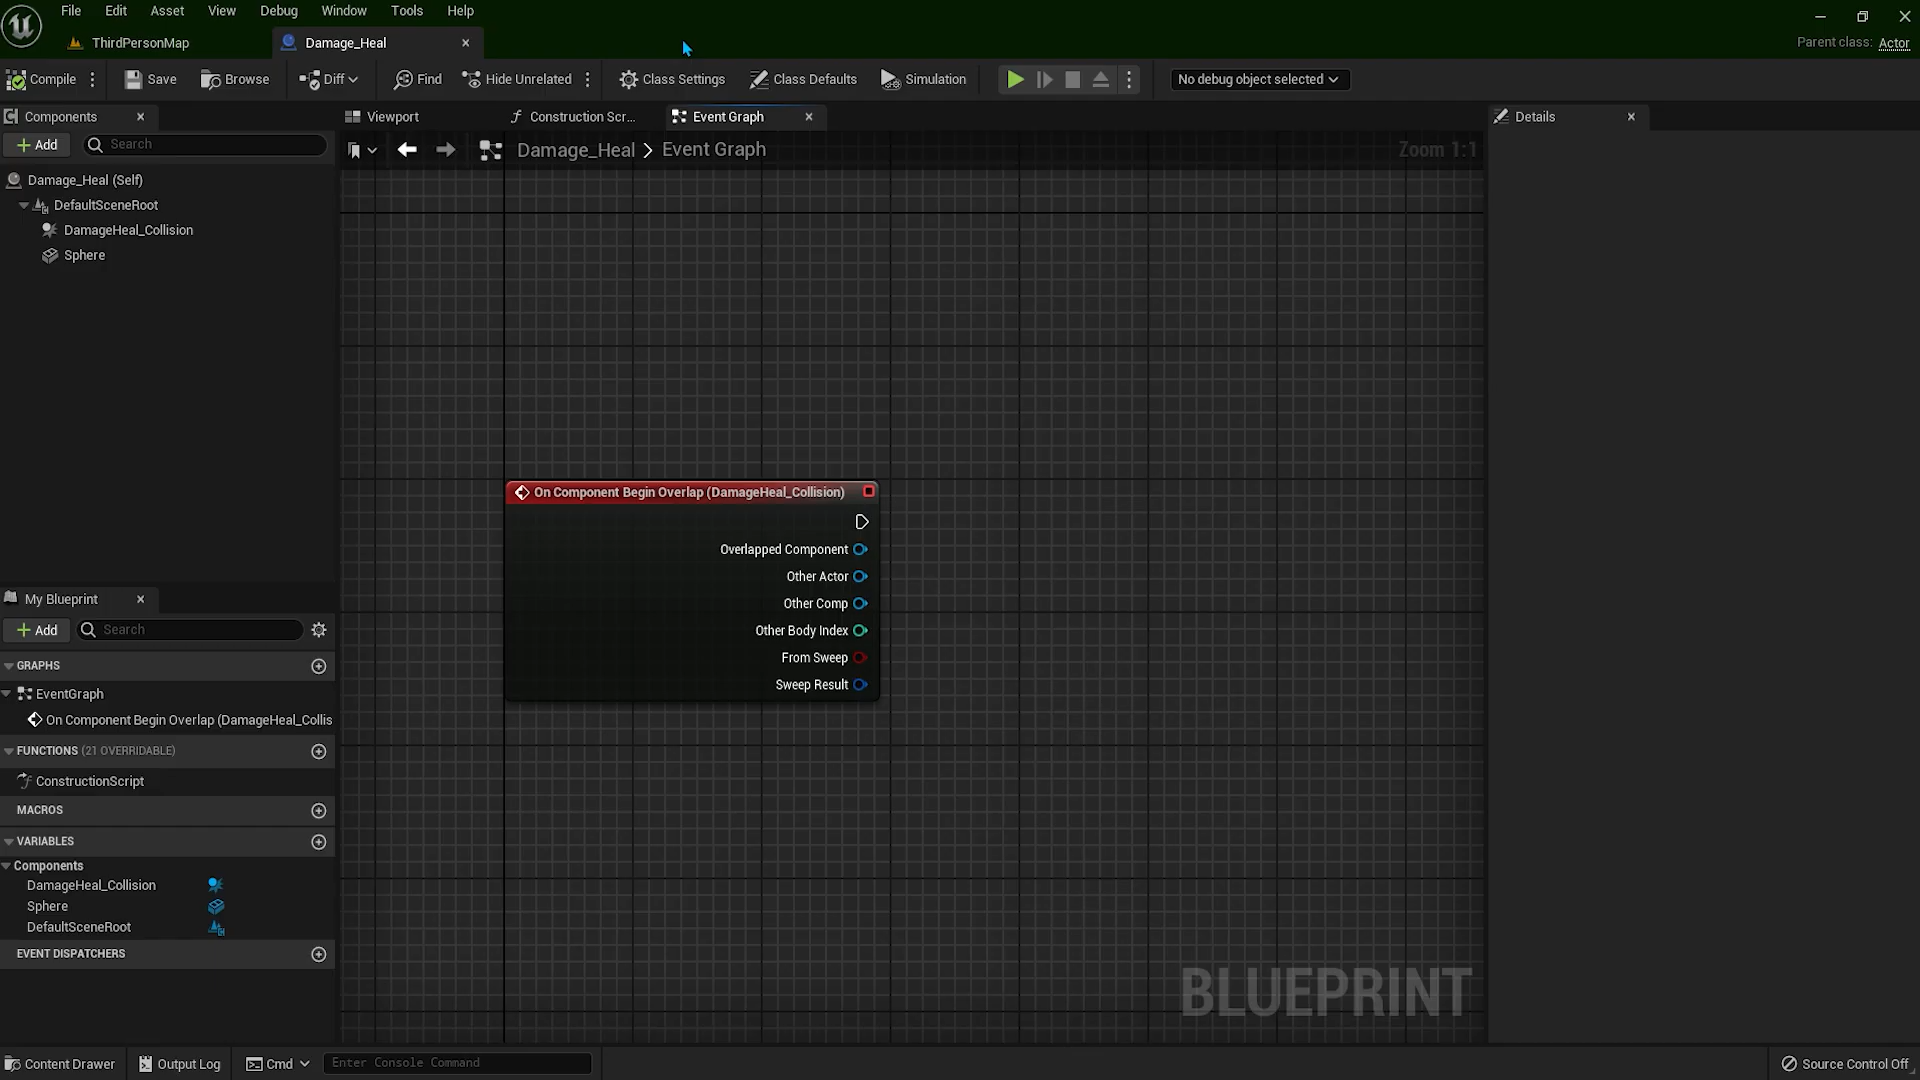 File Edit Asset View Debug Window Tools Help
ThirdPersonMap Damage_Heal
Parent class: Actor
Compile Save Browse Diff Find Hide Unrelated Class Settings Class Defaults Simulation No debug object selected
Components Viewport Construction Scr... Event Graph Details
Add Search
Damage_Heal > Event Graph Zoom 1:1
Damage_Heal (Self)
DefaultSceneRoot
DamageHeal_Collision
Sphere
On Component Begin Overlap (DamageHeal_Collision)
Overlapped Component
Other Actor
Other Comp
Other Body Index
From Sweep
Sweep Result
My Blueprint
Add Search
GRAPHS
EventGraph
On Component Begin Overlap (DamageHeal_Collis
FUNCTIONS (21 OVERRIDABLE)
ConstructionScript
MACROS
VARIABLES
Components
DamageHeal_Collision
Sphere
DefaultSceneRoot
EVENT DISPATCHERS
BLUEPRINT
Content Drawer Output Log Cmd Enter Console Command Source Control Off